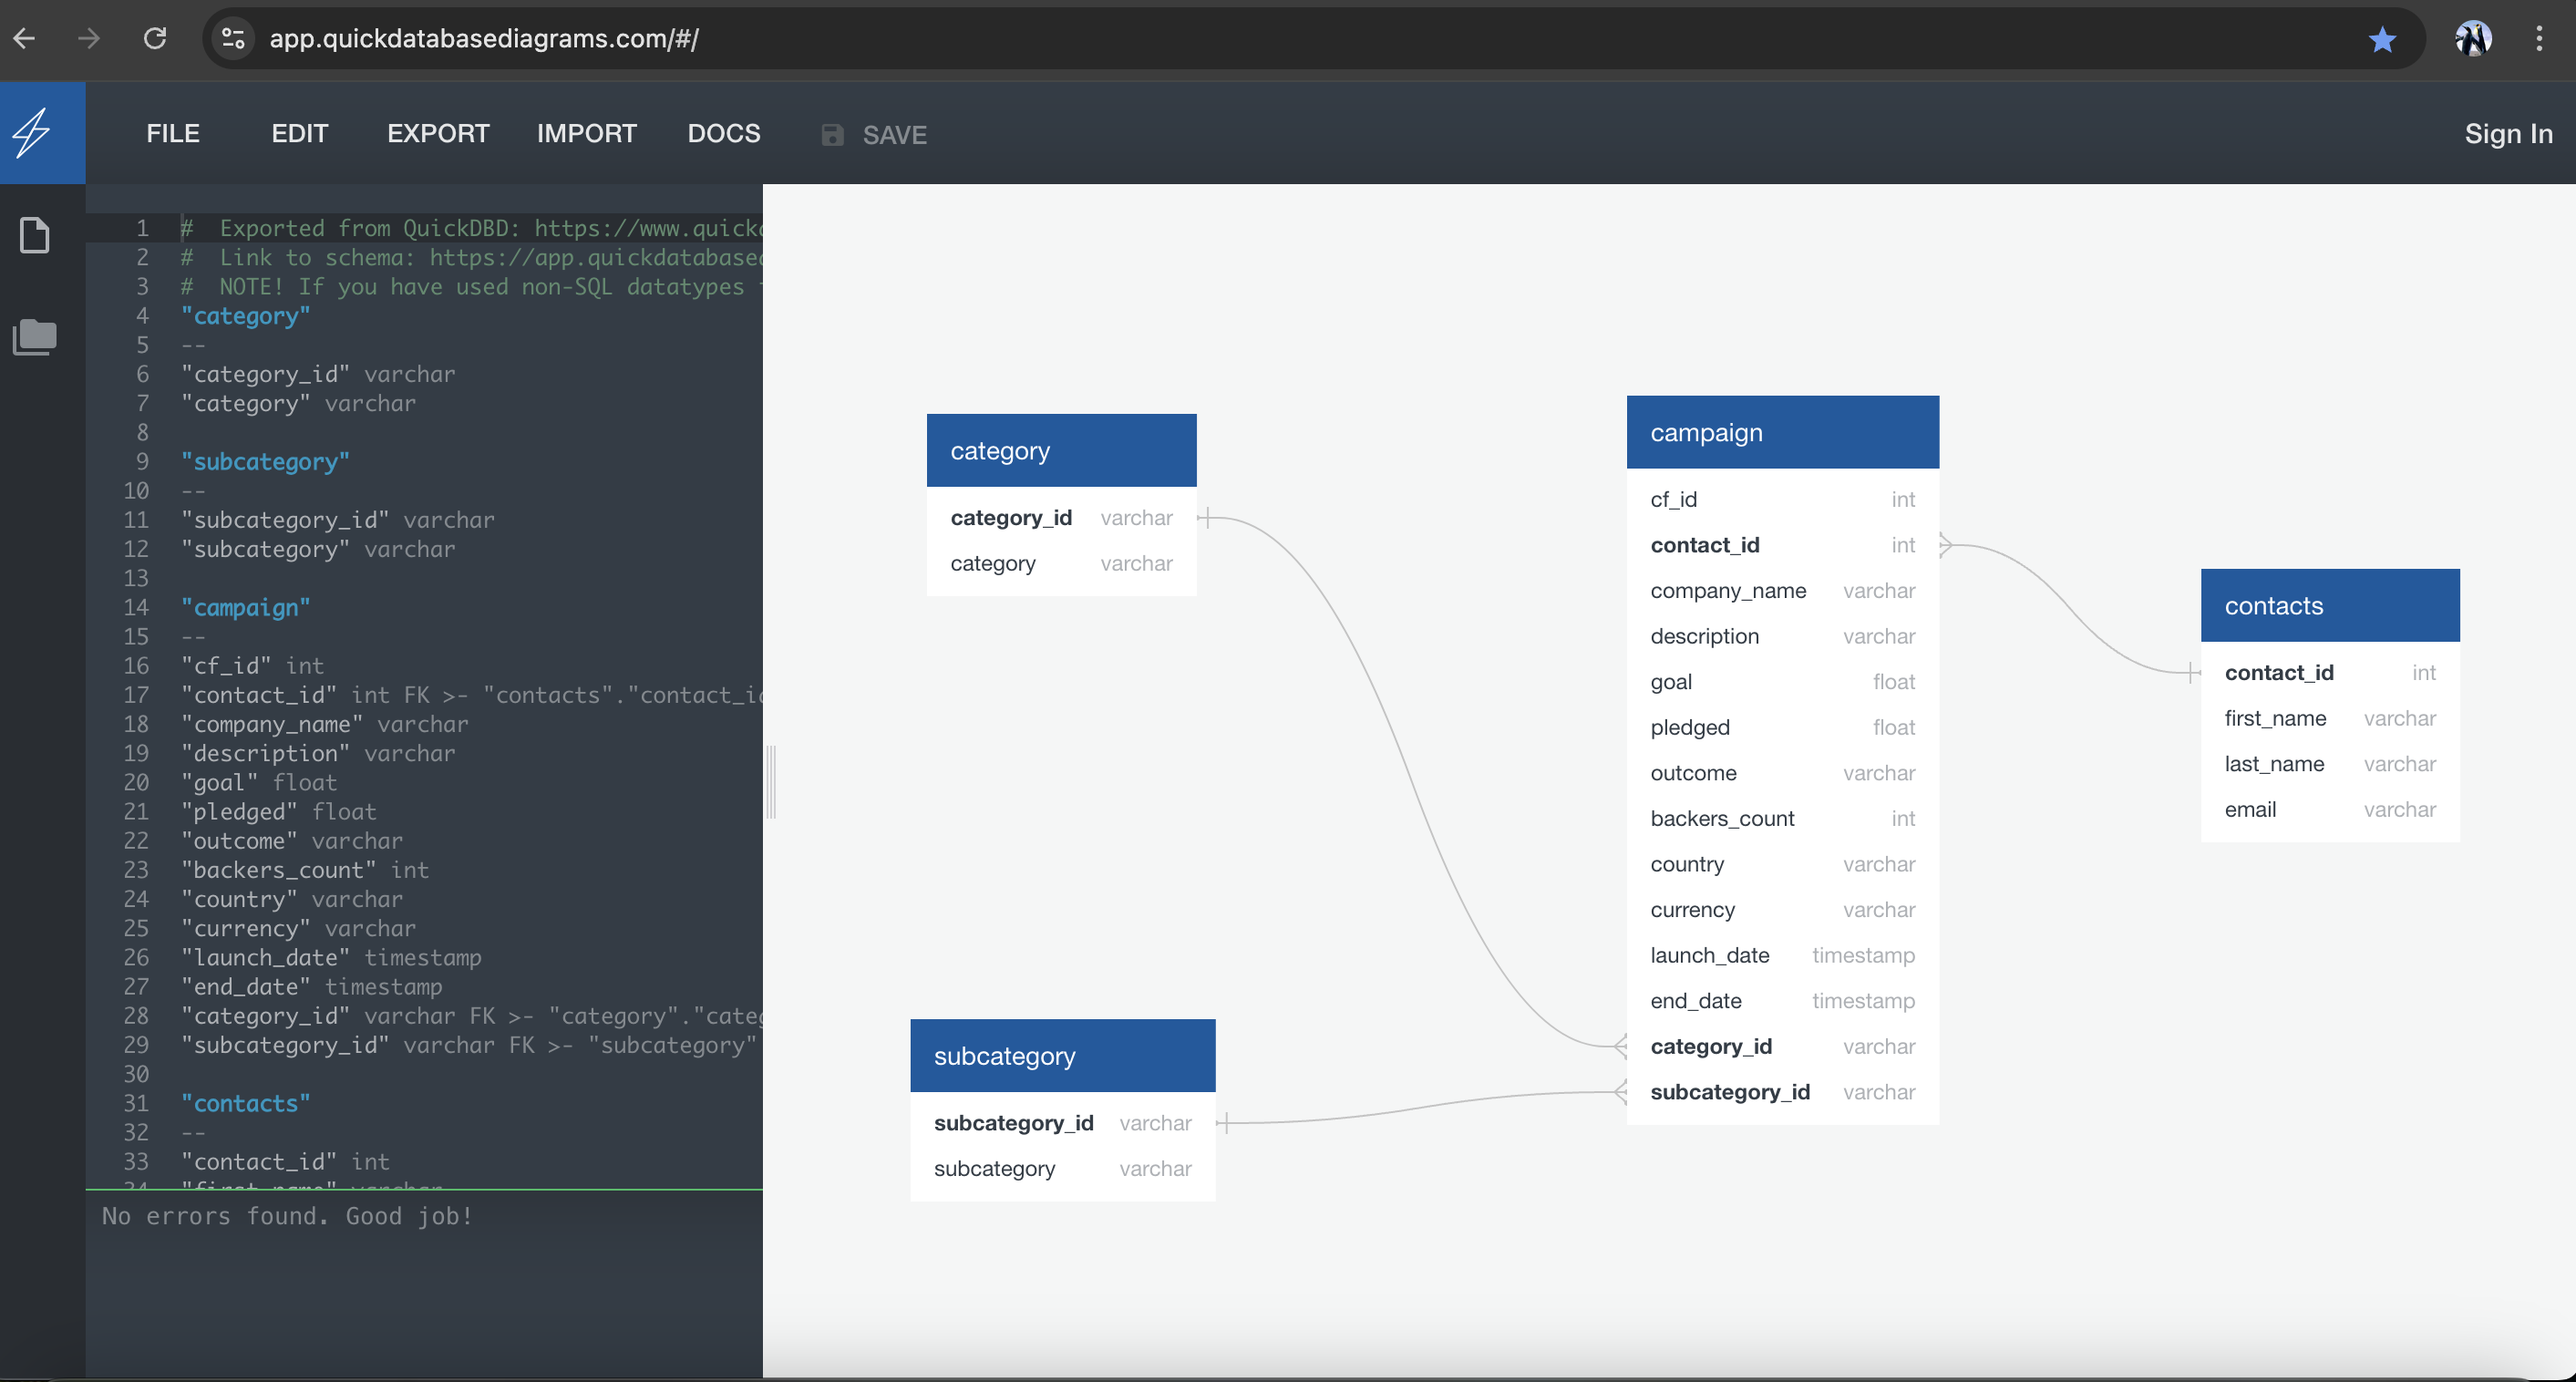 app.quickdatabasediagrams.com/#/
FILE EDIT EXPORT IMPORT DOCS SAVE Sign In
1 # Exported from QuickDBD: https://www.quick
2 # Link to schema: https://app.quickdatabase
3 # NOTE! If you have used non-SQL datatypes
4 "category"
5 --
6 "category_id" varchar
7 "category" varchar
8
9 "subcategory"
10 --
11 "subcategory_id" varchar
12 "subcategory" varchar
13
14 "campaign"
15 --
16 "cf_id" int
17 "contact_id" int FK >- "contacts"."contact_id
18 "company_name" varchar
19 "description" varchar
20 "goal" float
21 "pledged" float
22 "outcome" varchar
23 "backers_count" int
24 "country" varchar
25 "currency" varchar
26 "launch_date" timestamp
27 "end_date" timestamp
28 "category_id" varchar FK >- "category"."categ
29 "subcategory_id" varchar FK >- "subcategory"
30
31 "contacts"
32 --
33 "contact_id" int
34 "first_name" varchar
No errors found. Good job!
category
category_id varchar
category varchar
subcategory
subcategory_id varchar
subcategory varchar
campaign
cf_id int
contact_id int
company_name varchar
description varchar
goal float
pledged float
outcome varchar
backers_count int
country varchar
currency varchar
launch_date timestamp
end_date timestamp
category_id varchar
subcategory_id varchar
contacts
contact_id int
first_name varchar
last_name varchar
email varchar